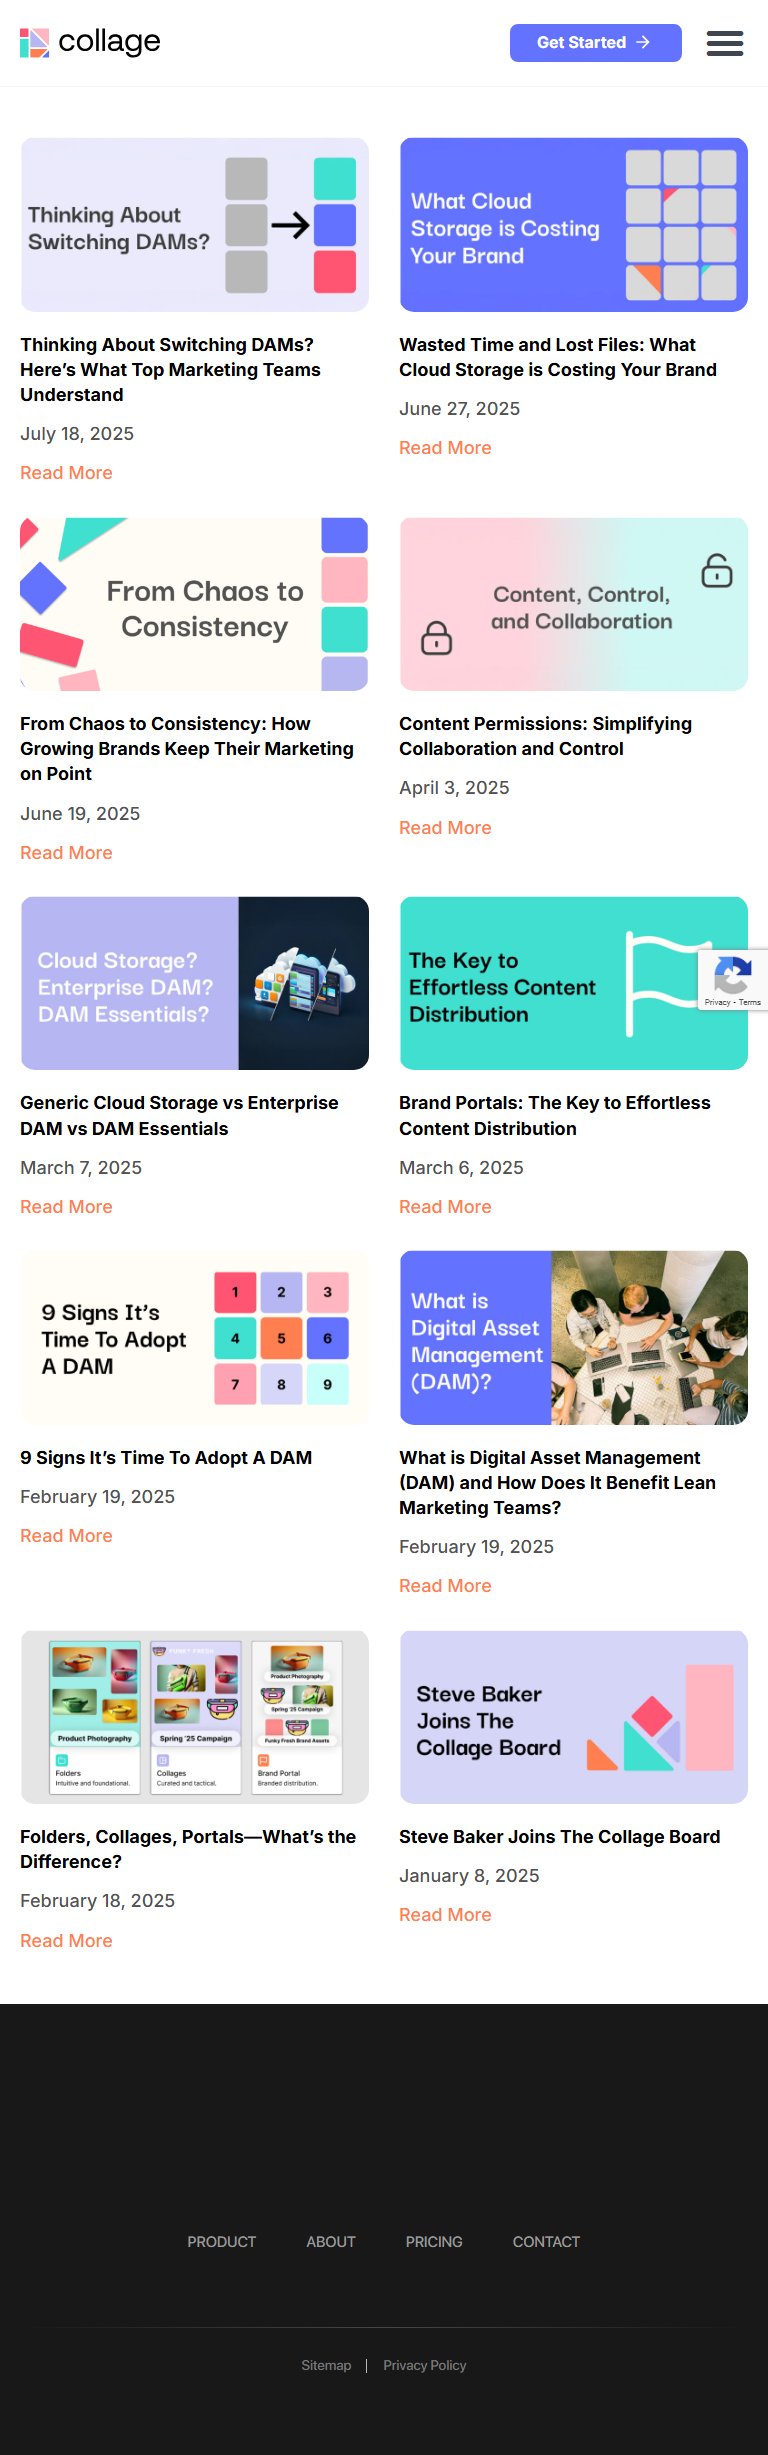 collage
Get Started →
Thinking About
Switching DAMs?
What Cloud
Storage is Costing
Your Brand
Thinking About Switching DAMs?
Here’s What Top Marketing Teams
Understand
July 18, 2025
Read More
Wasted Time and Lost Files: What
Cloud Storage is Costing Your Brand
June 27, 2025
Read More
From Chaos to
Consistency
Content, Control,
and Collaboration
From Chaos to Consistency: How
Growing Brands Keep Their Marketing
on Point
June 19, 2025
Read More
Content Permissions: Simplifying
Collaboration and Control
April 3, 2025
Read More
Cloud Storage?
Enterprise DAM?
DAM Essentials?
The Key to
Effortless Content
Distribution
Privacy - Terms
Generic Cloud Storage vs Enterprise
DAM vs DAM Essentials
March 7, 2025
Read More
Brand Portals: The Key to Effortless
Content Distribution
March 6, 2025
Read More
9 Signs It’s
Time To Adopt
A DAM
1 2 3
4 5 6
7 8 9
What is
Digital Asset
Management
(DAM)?
9 Signs It’s Time To Adopt A DAM
February 19, 2025
Read More
What is Digital Asset Management
(DAM) and How Does It Benefit Lean
Marketing Teams?
February 19, 2025
Read More
Product Photography
Folders
Intuitive and foundational.
FUNKY FRESH
Spring ’25 Campaign
Collages
Curated and tactical.
Product Photography
Spring ’25 Campaign
Funky Fresh Brand Assets
Brand Portal
Branded distribution.
Steve Baker
Joins The
Collage Board
Folders, Collages, Portals—What’s the
Difference?
February 18, 2025
Read More
Steve Baker Joins The Collage Board
January 8, 2025
Read More
PRODUCT ABOUT PRICING CONTACT
Sitemap | Privacy Policy